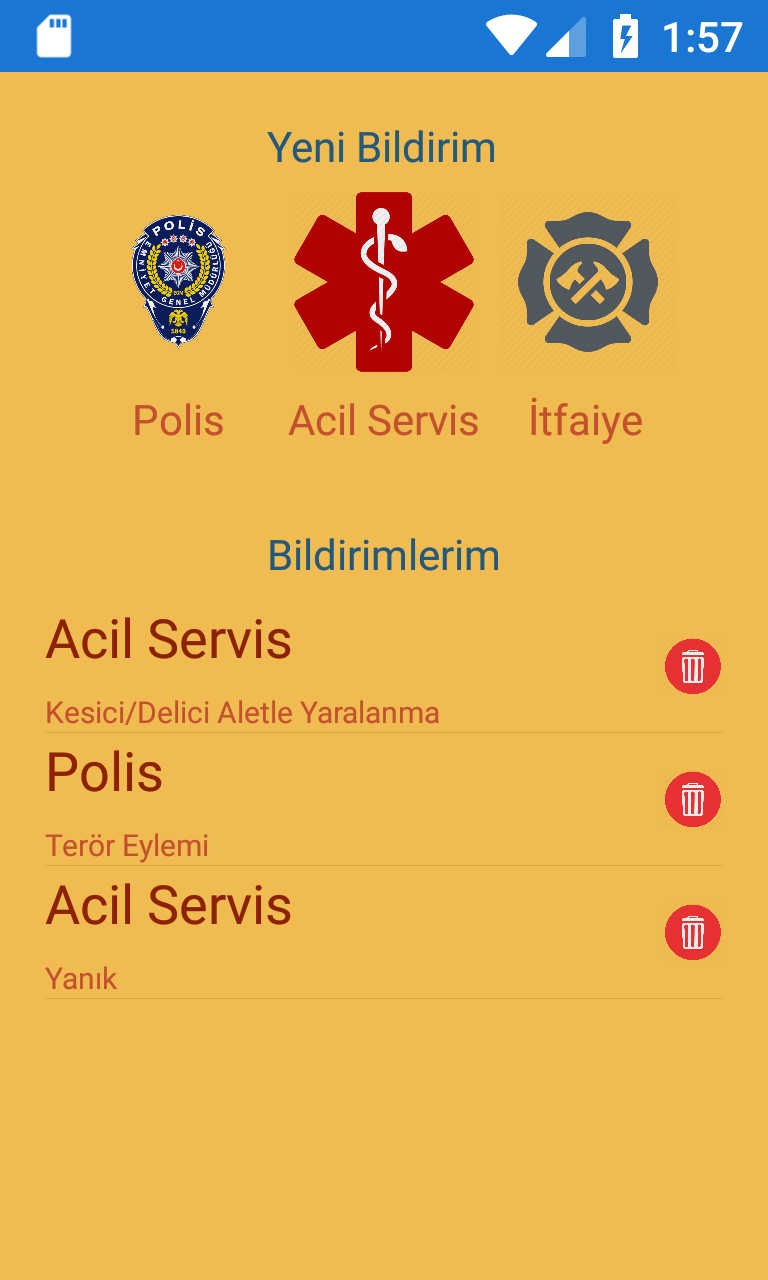 1:57
Yeni Bildirim
POLİS
EMNİYET GENEL MÜDÜRLÜĞÜ
EGM
1845
Polis Acil Servis İtfaiye
Bildirimlerim
Acil Servis
Kesici/Delici Aletle Yaralanma
Polis
Terör Eylemi
Acil Servis
Yanık